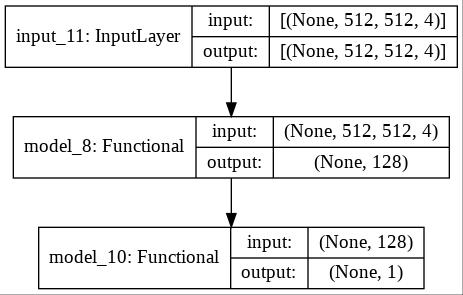 input_11: InputLayer
input:
[(None, 512, 512, 4)]
output:
[(None, 512, 512, 4)]
model_8: Functional
input:
(None, 512, 512, 4)
output:
(None, 128)
model_10: Functional
input:
(None, 128)
output:
(None, 1)